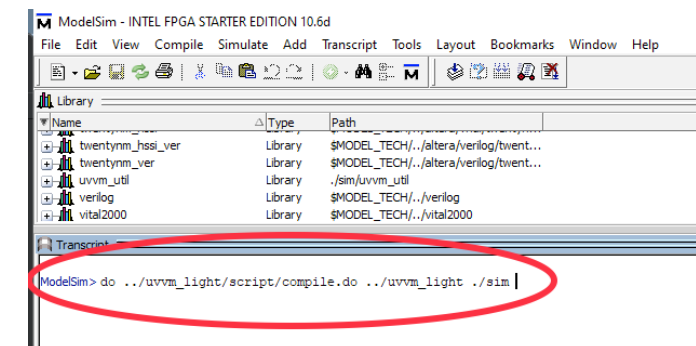 ModelSim - INTEL FPGA STARTER EDITION 10.6d
File Edit View Compile Simulate Add Transcript Tools Layout Bookmarks Window Help
Library
Name Type Path
Library
twentynm_hssi_ver Library $MODEL_TECH/../altera/verilog/twent...
twentynm_ver Library $MODEL_TECH/../altera/verilog/twent...
uvvm_util Library ./sim/uvvm_util
verilog Library $MODEL_TECH/../verilog
vital2000 Library $MODEL_TECH/../vital2000
Transcript
ModelSim> do ../uvvm_light/script/compile.do ../uvvm_light ./sim